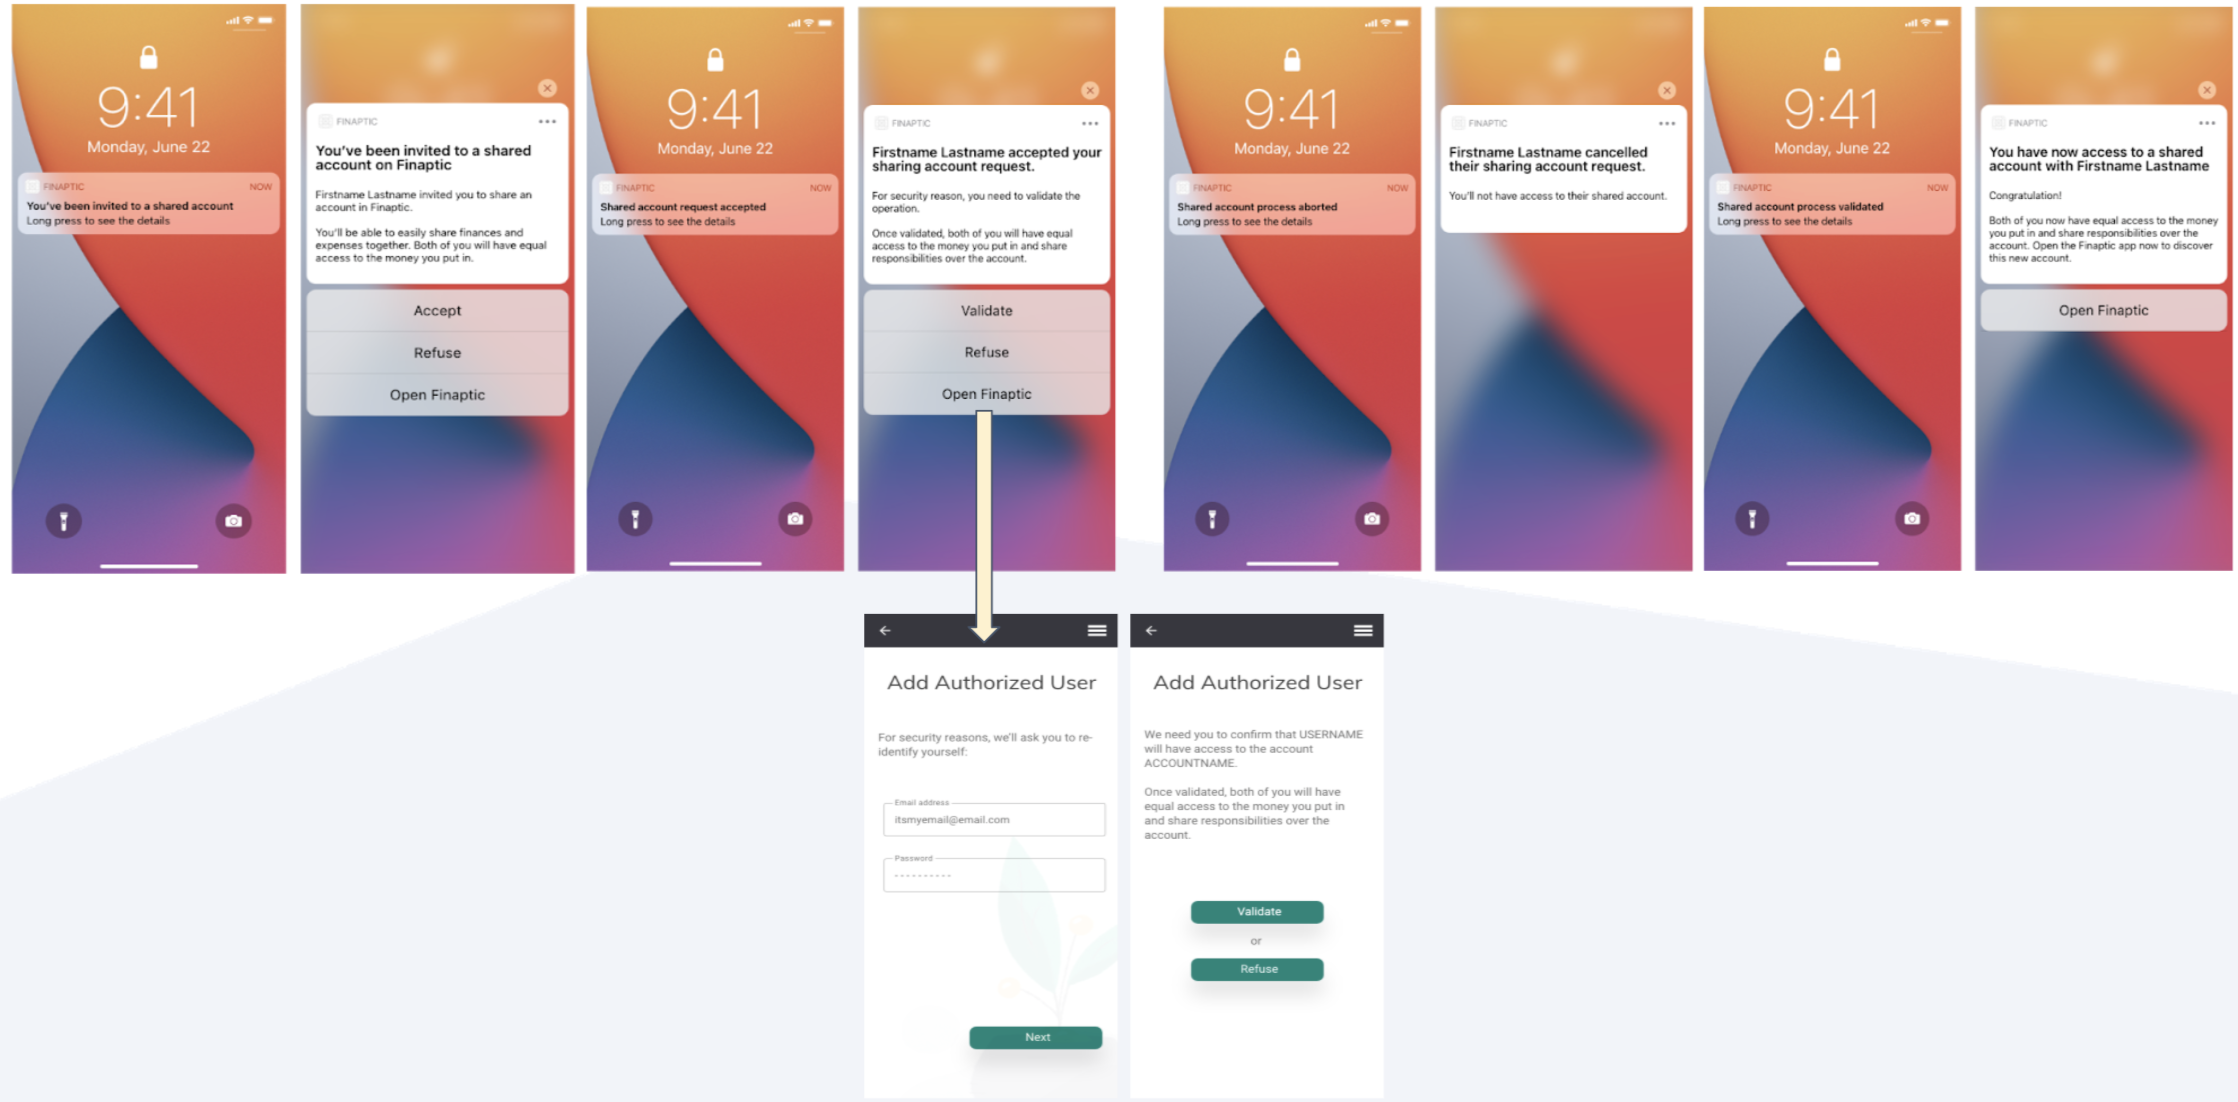 9:41
Monday, June 22
FINAPTIC NOW
You've been invited to a shared account
Long press to see the details
FINAPTIC
You've been invited to a shared
account on Finaptic
Firstname Lastname invited you to share an
account in Finaptic.
You'll be able to easily share finances and
expenses together. Both of you will have equal
access to the money you put in.
Accept
Refuse
Open Finaptic
9:41
Monday, June 22
FINAPTIC NOW
Shared account request accepted
Long press to see the details
FINAPTIC
Firstname Lastname accepted your
sharing account request.
For security reason, you need to validate the
operation.
Once validated, both of you will have equal
access to the money you put in and share
responsibilities over the account.
Validate
Refuse
Open Finaptic
9:41
Monday, June 22
FINAPTIC NOW
Shared account process aborted
Long press to see the details
FINAPTIC
Firstname Lastname cancelled
their sharing account request.
You'll not have access to their shared account.
9:41
Monday, June 22
FINAPTIC NOW
Shared account process validated
Long press to see the details
FINAPTIC
You have now access to a shared
account with Firstname Lastname
Congratulation!
Both of you now have equal access to the money
you put in and share responsibilities over the
account. Open the Finaptic app now to discover
this new account.
Open Finaptic
Add Authorized User
For security reasons, we'll ask you to re-
identify yourself:
Email address
itsmyemail@email.com
Password
----------
Next
Add Authorized User
We need you to confirm that USERNAME
will have access to the account
ACCOUNTNAME.
Once validated, both of you will have
equal access to the money you put in
and share responsibilities over the
account.
Validate
or
Refuse